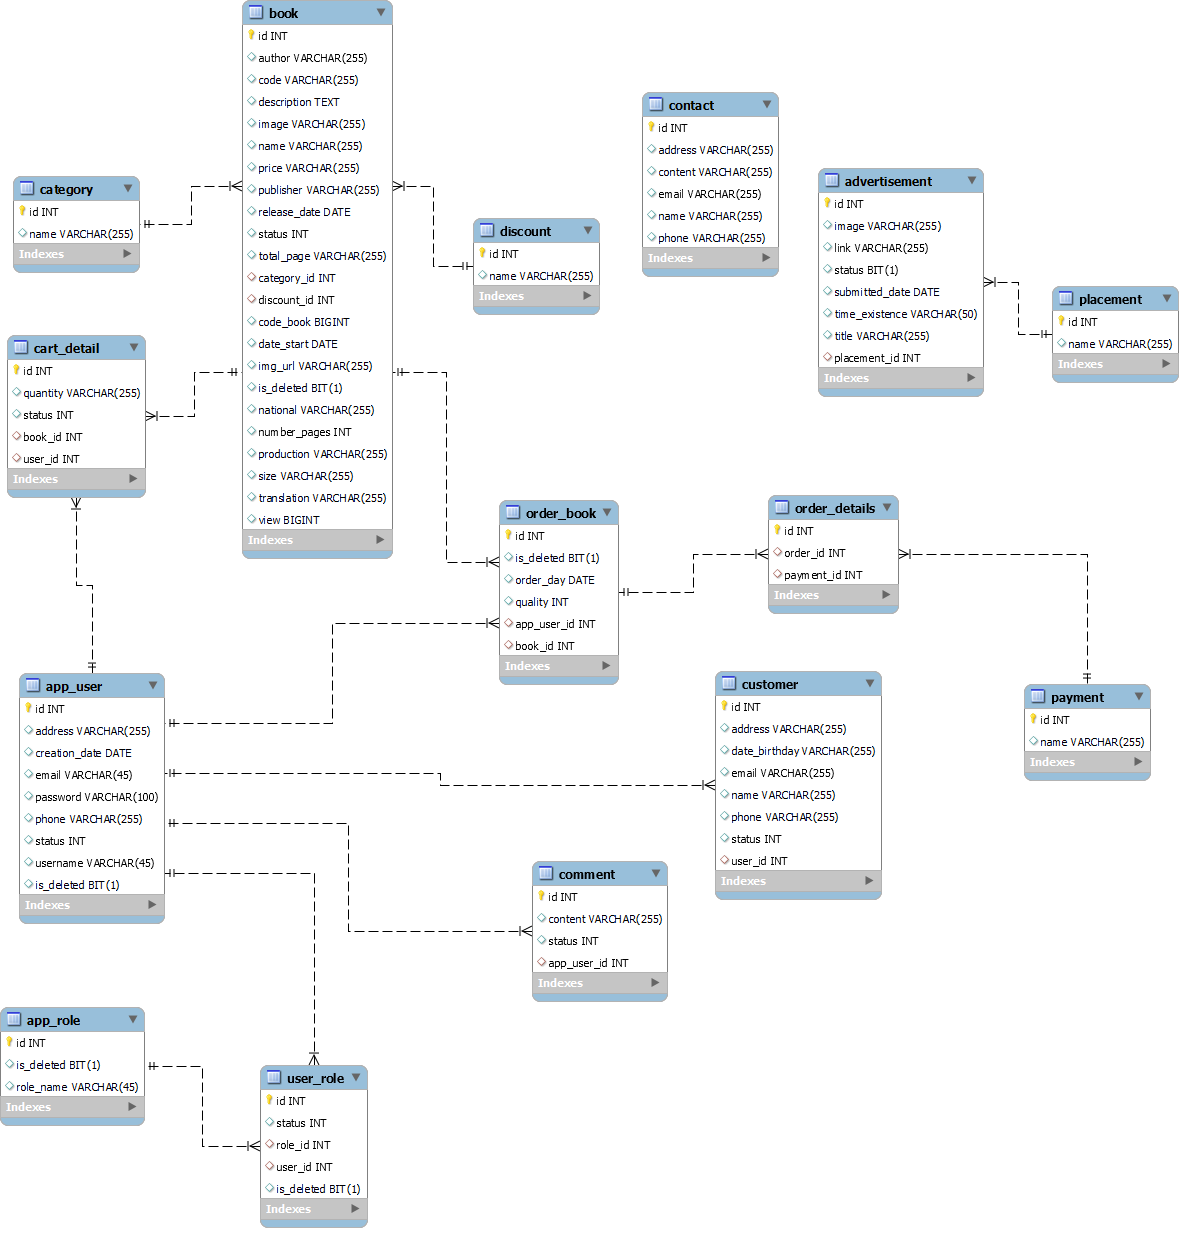 book
id INT
author VARCHAR(255)
code VARCHAR(255)
description TEXT
image VARCHAR(255)
name VARCHAR(255)
price VARCHAR(255)
publisher VARCHAR(255)
release_date DATE
status INT
total_page VARCHAR(255)
category_id INT
discount_id INT
code_book BIGINT
date_start DATE
img_url VARCHAR(255)
is_deleted BIT(1)
national VARCHAR(255)
number_pages INT
production VARCHAR(255)
size VARCHAR(255)
translation VARCHAR(255)
view BIGINT
Indexes
contact
id INT
address VARCHAR(255)
content VARCHAR(255)
email VARCHAR(255)
name VARCHAR(255)
phone VARCHAR(255)
Indexes
advertisement
id INT
image VARCHAR(255)
link VARCHAR(255)
status BIT(1)
submitted_date DATE
time_existence VARCHAR(50)
title VARCHAR(255)
placement_id INT
Indexes
category
id INT
name VARCHAR(255)
Indexes
discount
id INT
name VARCHAR(255)
Indexes
placement
id INT
name VARCHAR(255)
Indexes
cart_detail
id INT
quantity VARCHAR(255)
status INT
book_id INT
user_id INT
Indexes
order_book
id INT
is_deleted BIT(1)
order_day DATE
quality INT
app_user_id INT
book_id INT
Indexes
order_details
id INT
order_id INT
payment_id INT
Indexes
app_user
id INT
address VARCHAR(255)
creation_date DATE
email VARCHAR(45)
password VARCHAR(100)
phone VARCHAR(255)
status INT
username VARCHAR(45)
is_deleted BIT(1)
Indexes
customer
id INT
address VARCHAR(255)
date_birthday VARCHAR(255)
email VARCHAR(255)
name VARCHAR(255)
phone VARCHAR(255)
status INT
user_id INT
Indexes
payment
id INT
name VARCHAR(255)
Indexes
comment
id INT
content VARCHAR(255)
status INT
app_user_id INT
Indexes
app_role
id INT
is_deleted BIT(1)
role_name VARCHAR(45)
Indexes
user_role
id INT
status INT
role_id INT
user_id INT
is_deleted BIT(1)
Indexes